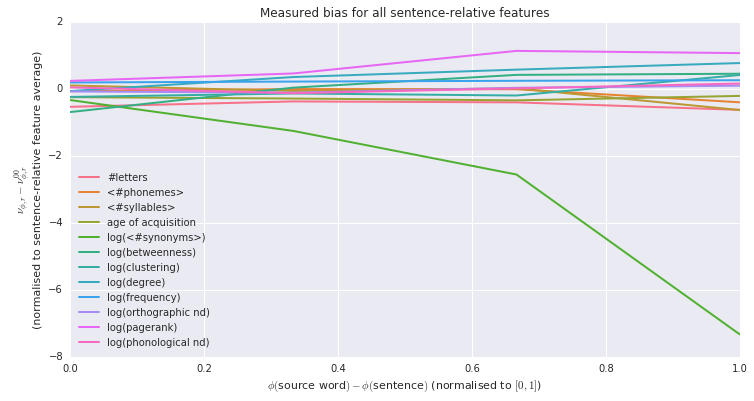 Measured bias for all sentence-relative features
2
0
−2
−4
−6
−8
ν_{φ,r} − ν^{00}_{φ,r}
(normalised to sentence-relative feature average)
#letters
<#phonemes>
<#syllables>
age of acquisition
log(<#synonyms>)
log(betweenness)
log(clustering)
log(degree)
log(frequency)
log(orthographic nd)
log(pagerank)
log(phonological nd)
0.0 0.2 0.4 0.6 0.8 1.0
ϕ(source word) − ϕ(sentence) (normalised to [0, 1])